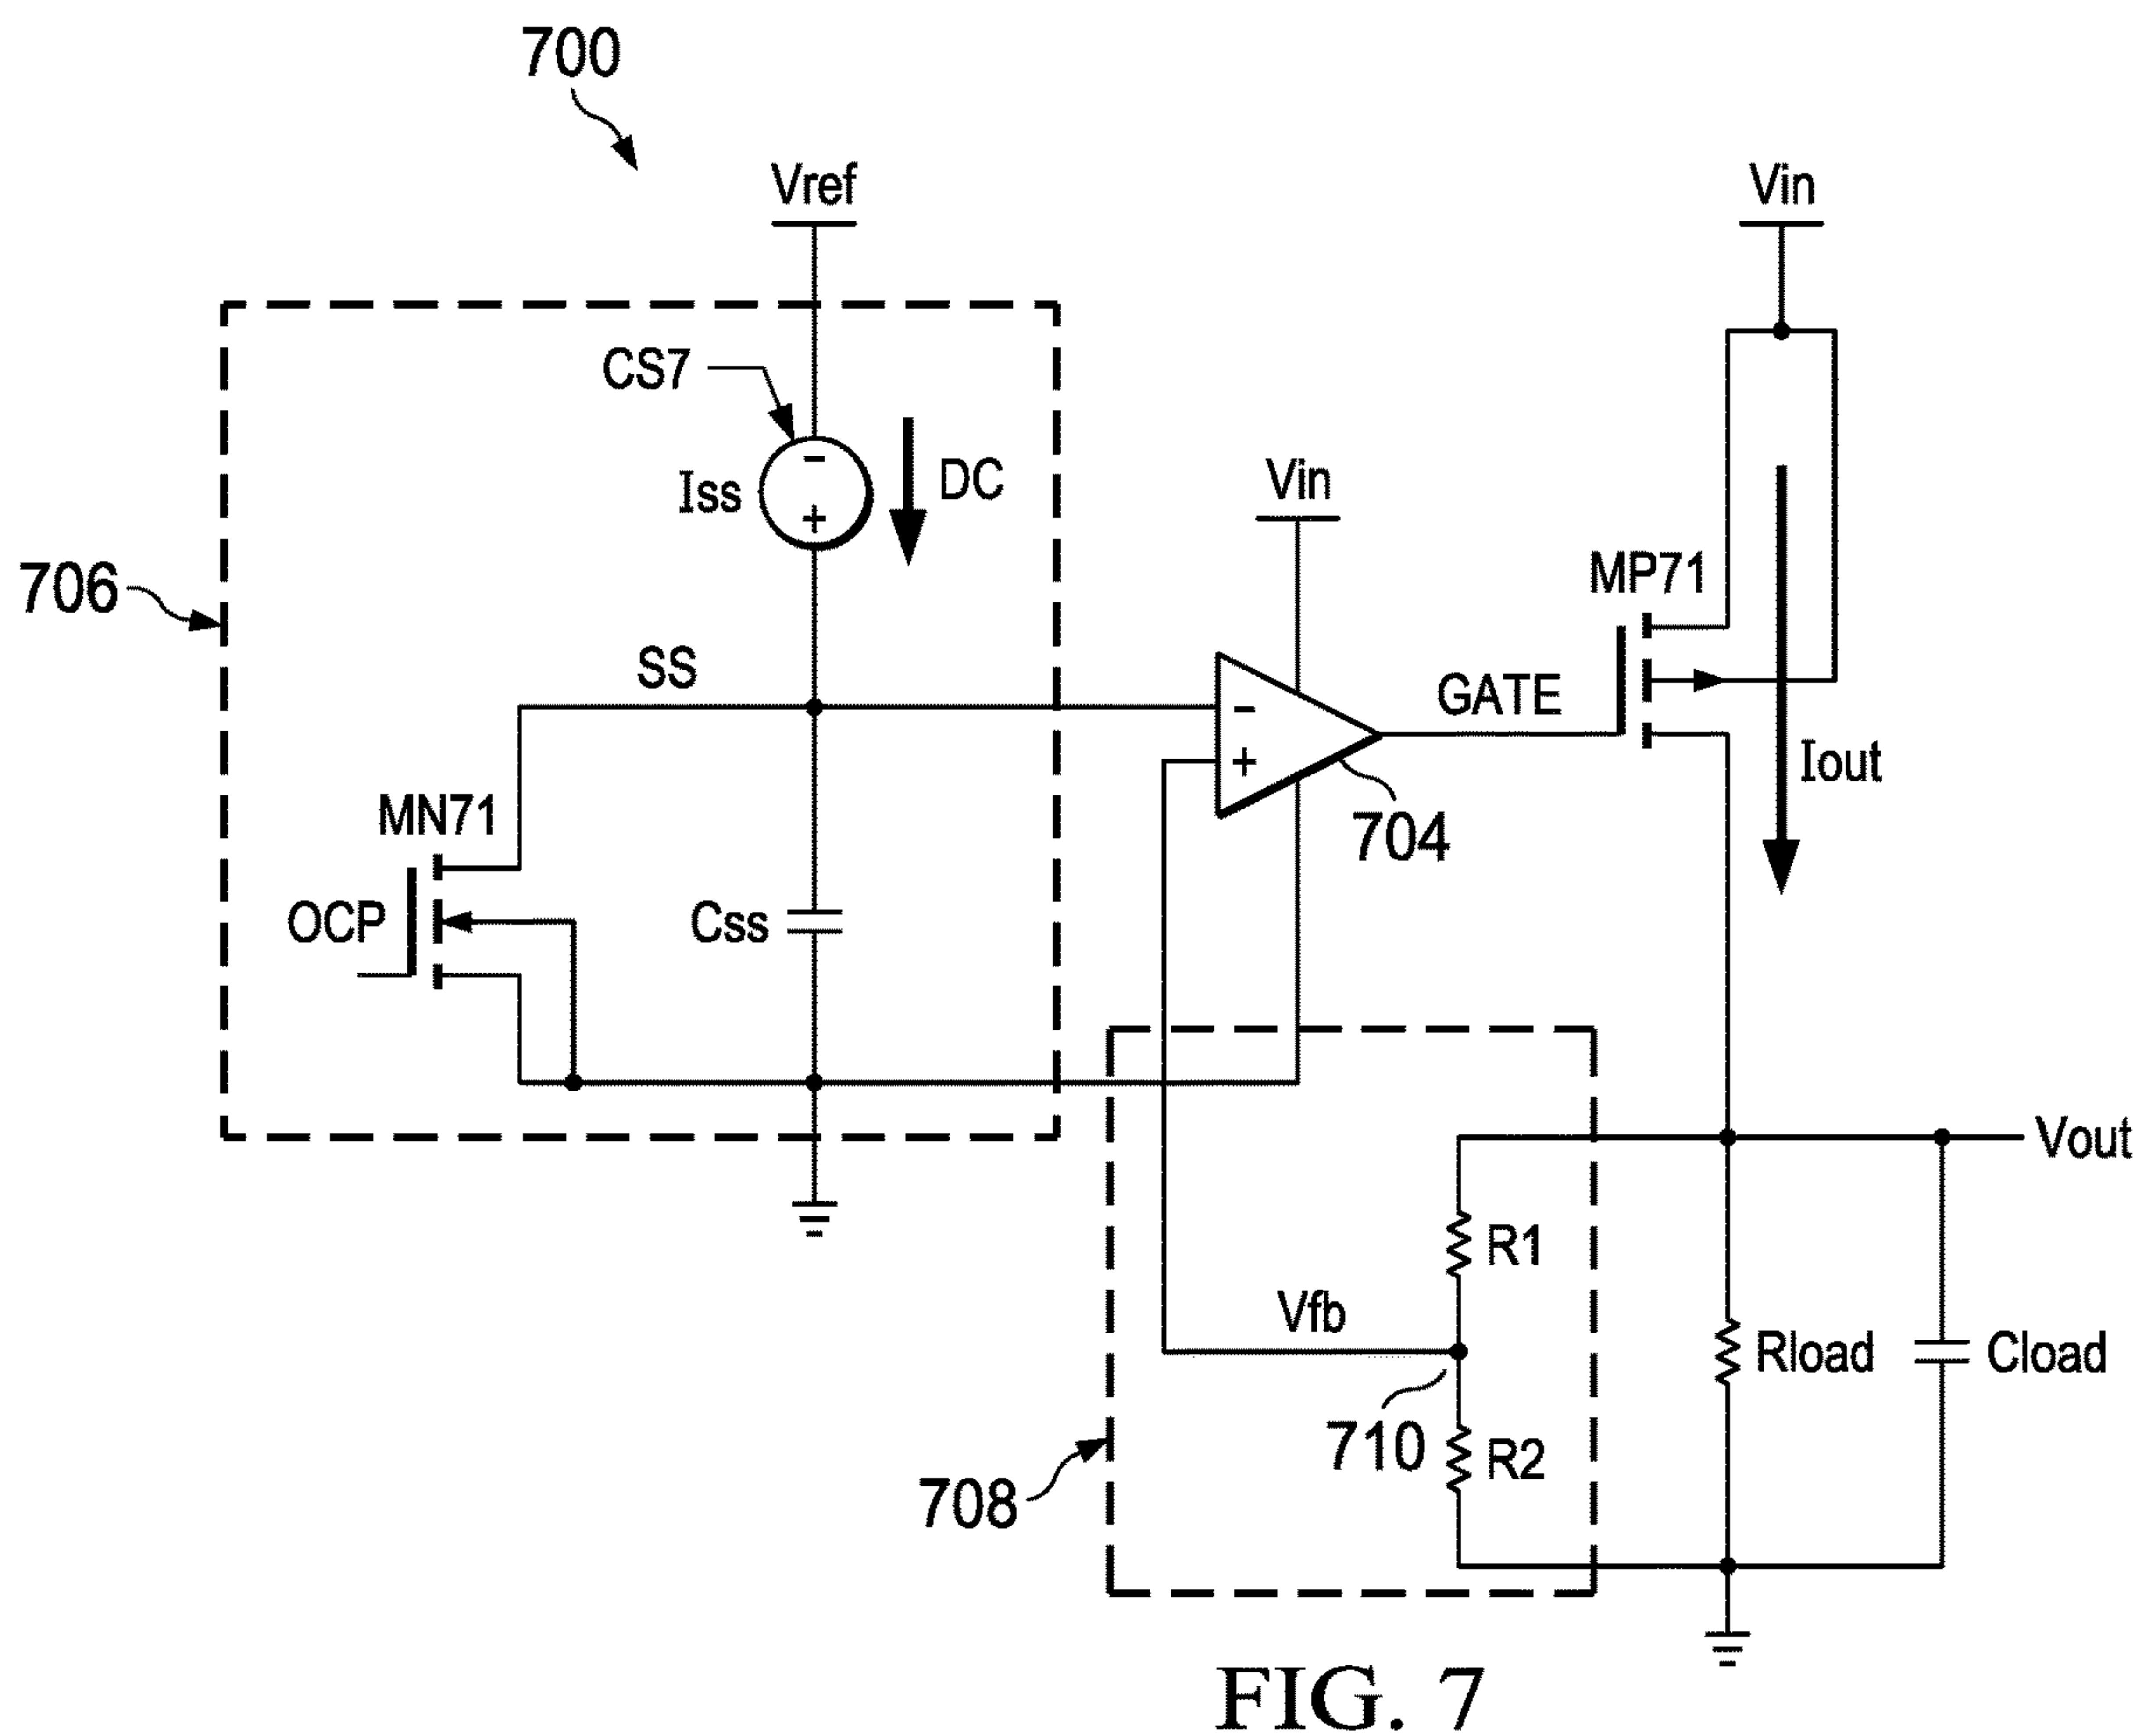 700
Vref
Vin
CS7
-
Iss
+
DC
Vin
706
MP71
SS
GATE
-
+
Iout
MN71
704
OCP
Css
Vout
R1
Vfb
Rload
Cload
710
R2
708
FIG. 7